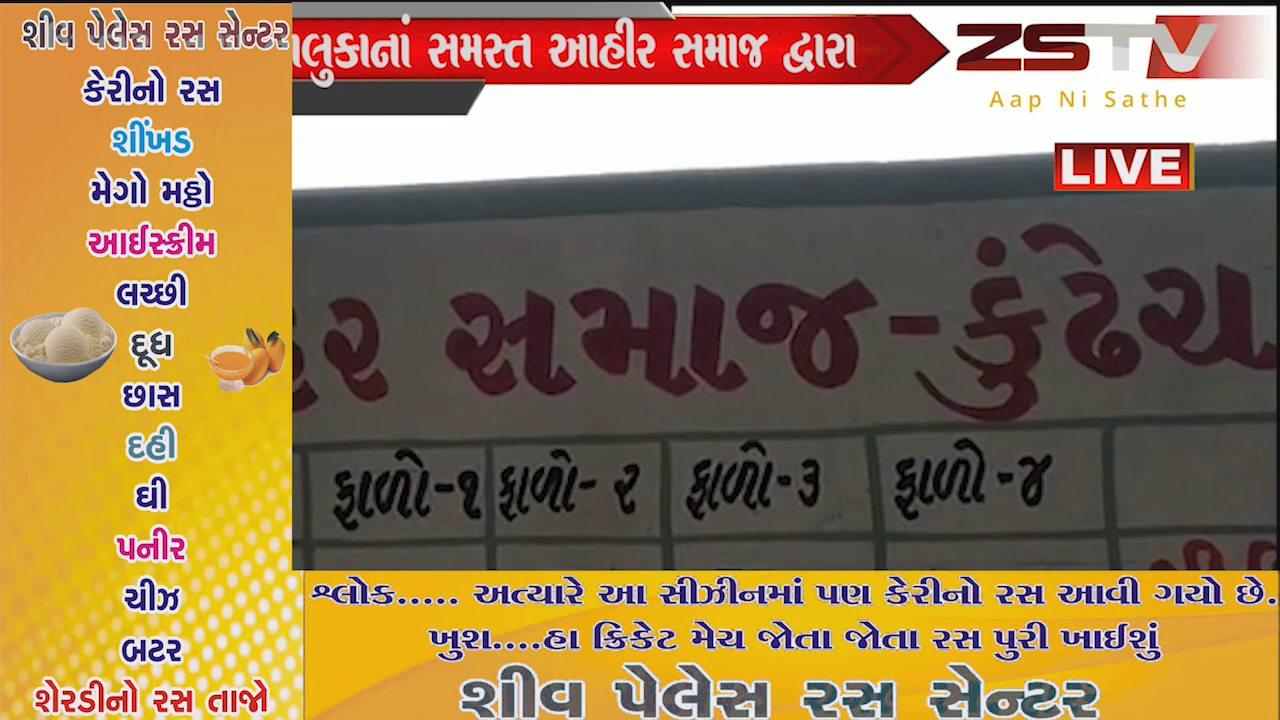 શીવ પેલેસ રસ સેન્ટર
કેરીનો રસ
શીંખડ
મેગો મઠ્ઠો
આઈસ્ક્રીમ
લચ્છી
દૂધ
છાસ
દહી
ઘી
પનીર
ચીઝ
બટર
શેરડીનો રસ તાજો
લુકાનાં સમસ્ત આહીર સમાજ દ્વારા
ZSTV
Aap Ni Sathe
LIVE
સમાજ-કુંઢેચ
ફાળો-૧ ફાળો- ૨ ફાળો-૩ ફાળો -૪
શ્લોક..... અત્યારે આ સીઝીનમાં પણ કેરીનો રસ આવી ગયો છે.
ખુશ....હા ક્રિકેટ મેચ જોતા જોતા રસ પુરી ખાઈશું
શીવ પેલેસ રસ સેન્ટર